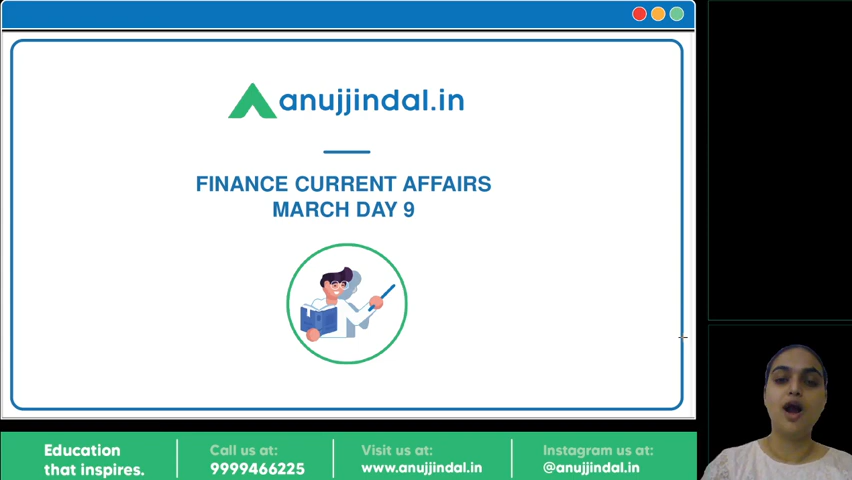 anujjindal.in
FINANCE CURRENT AFFAIRS
MARCH DAY 9
Education
that inspires.
Call us at:
9999466225
Visit us at:
www.anujjindal.in
Instagram us at:
@anujjindal.in